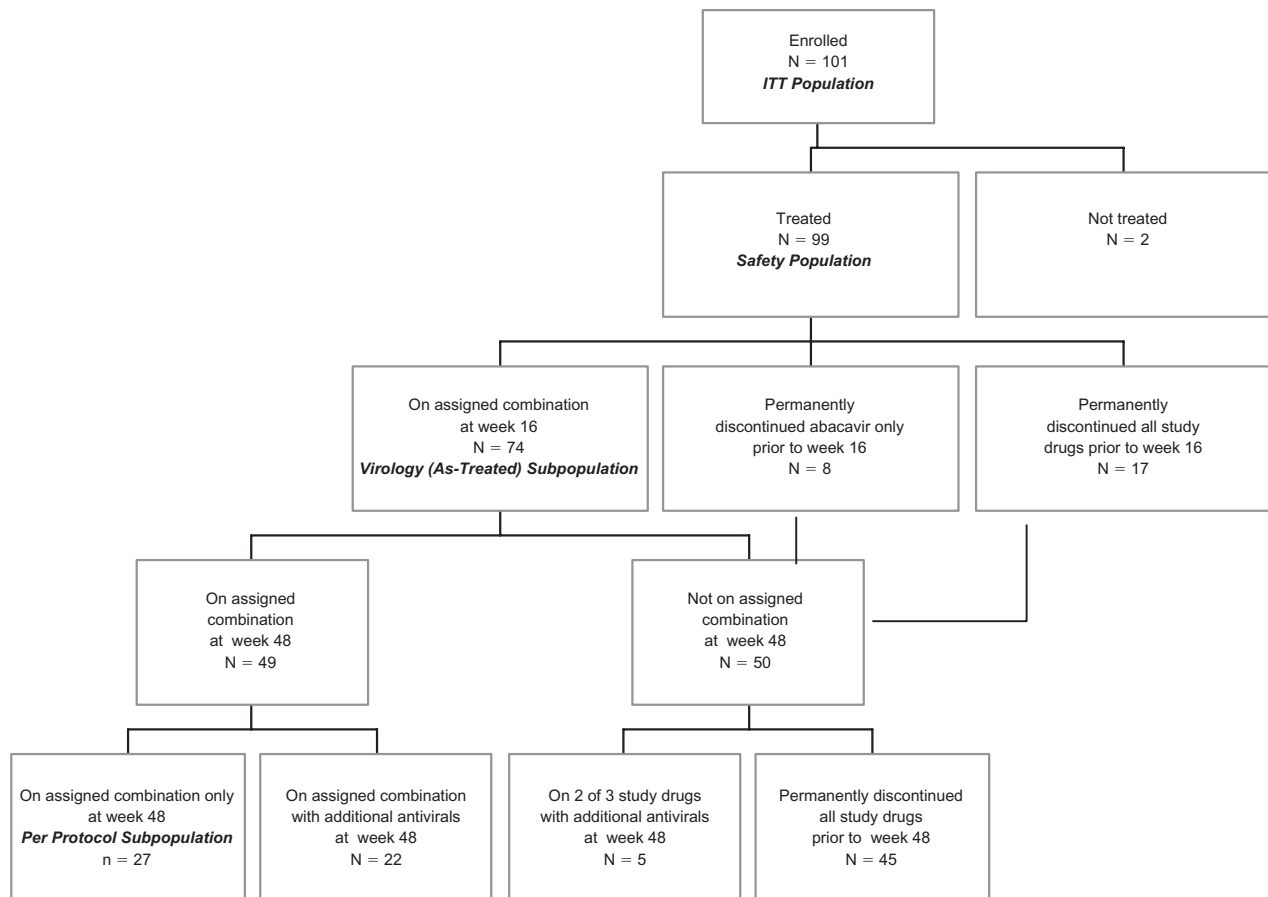 Enrolled
N = 101
ITT Population
Treated
N = 99
Safety Population
Not treated
N = 2
On assigned combination
at week 16
N = 74
Virology (As-Treated) Subpopulation
Permanently
discontinued abacavir only
prior to week 16
N = 8
Permanently
discontinued all study
drugs prior to week 16
N = 17
On assigned
combination
at week 48
N = 49
Not on assigned
combination
at week 48
N = 50
On assigned combination only
at week 48
Per Protocol Subpopulation
n = 27
On assigned combination
with additional antivirals
at week 48
N = 22
On 2 of 3 study drugs
with additional antivirals
at week 48
N = 5
Permanently discontinued
all study drugs
prior to week 48
N = 45